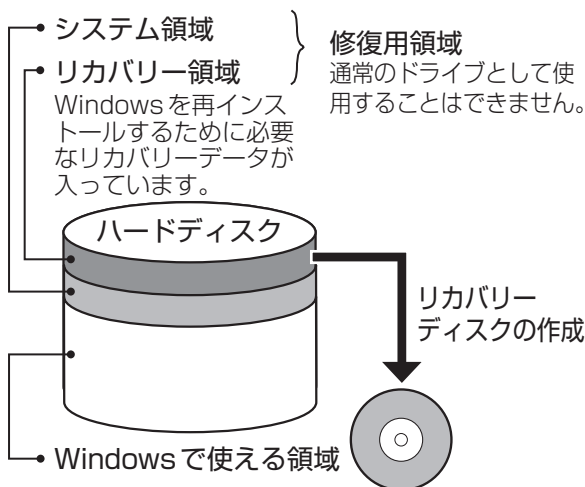 システム領域
リカバリー領域
Windowsを再インス
トールするために必要
なリカバリーデータが
入っています。
修復用領域
通常のドライブとして使
用することはできません。
ハードディスク
リカバリー
ディスクの作成
Windowsで使える領域